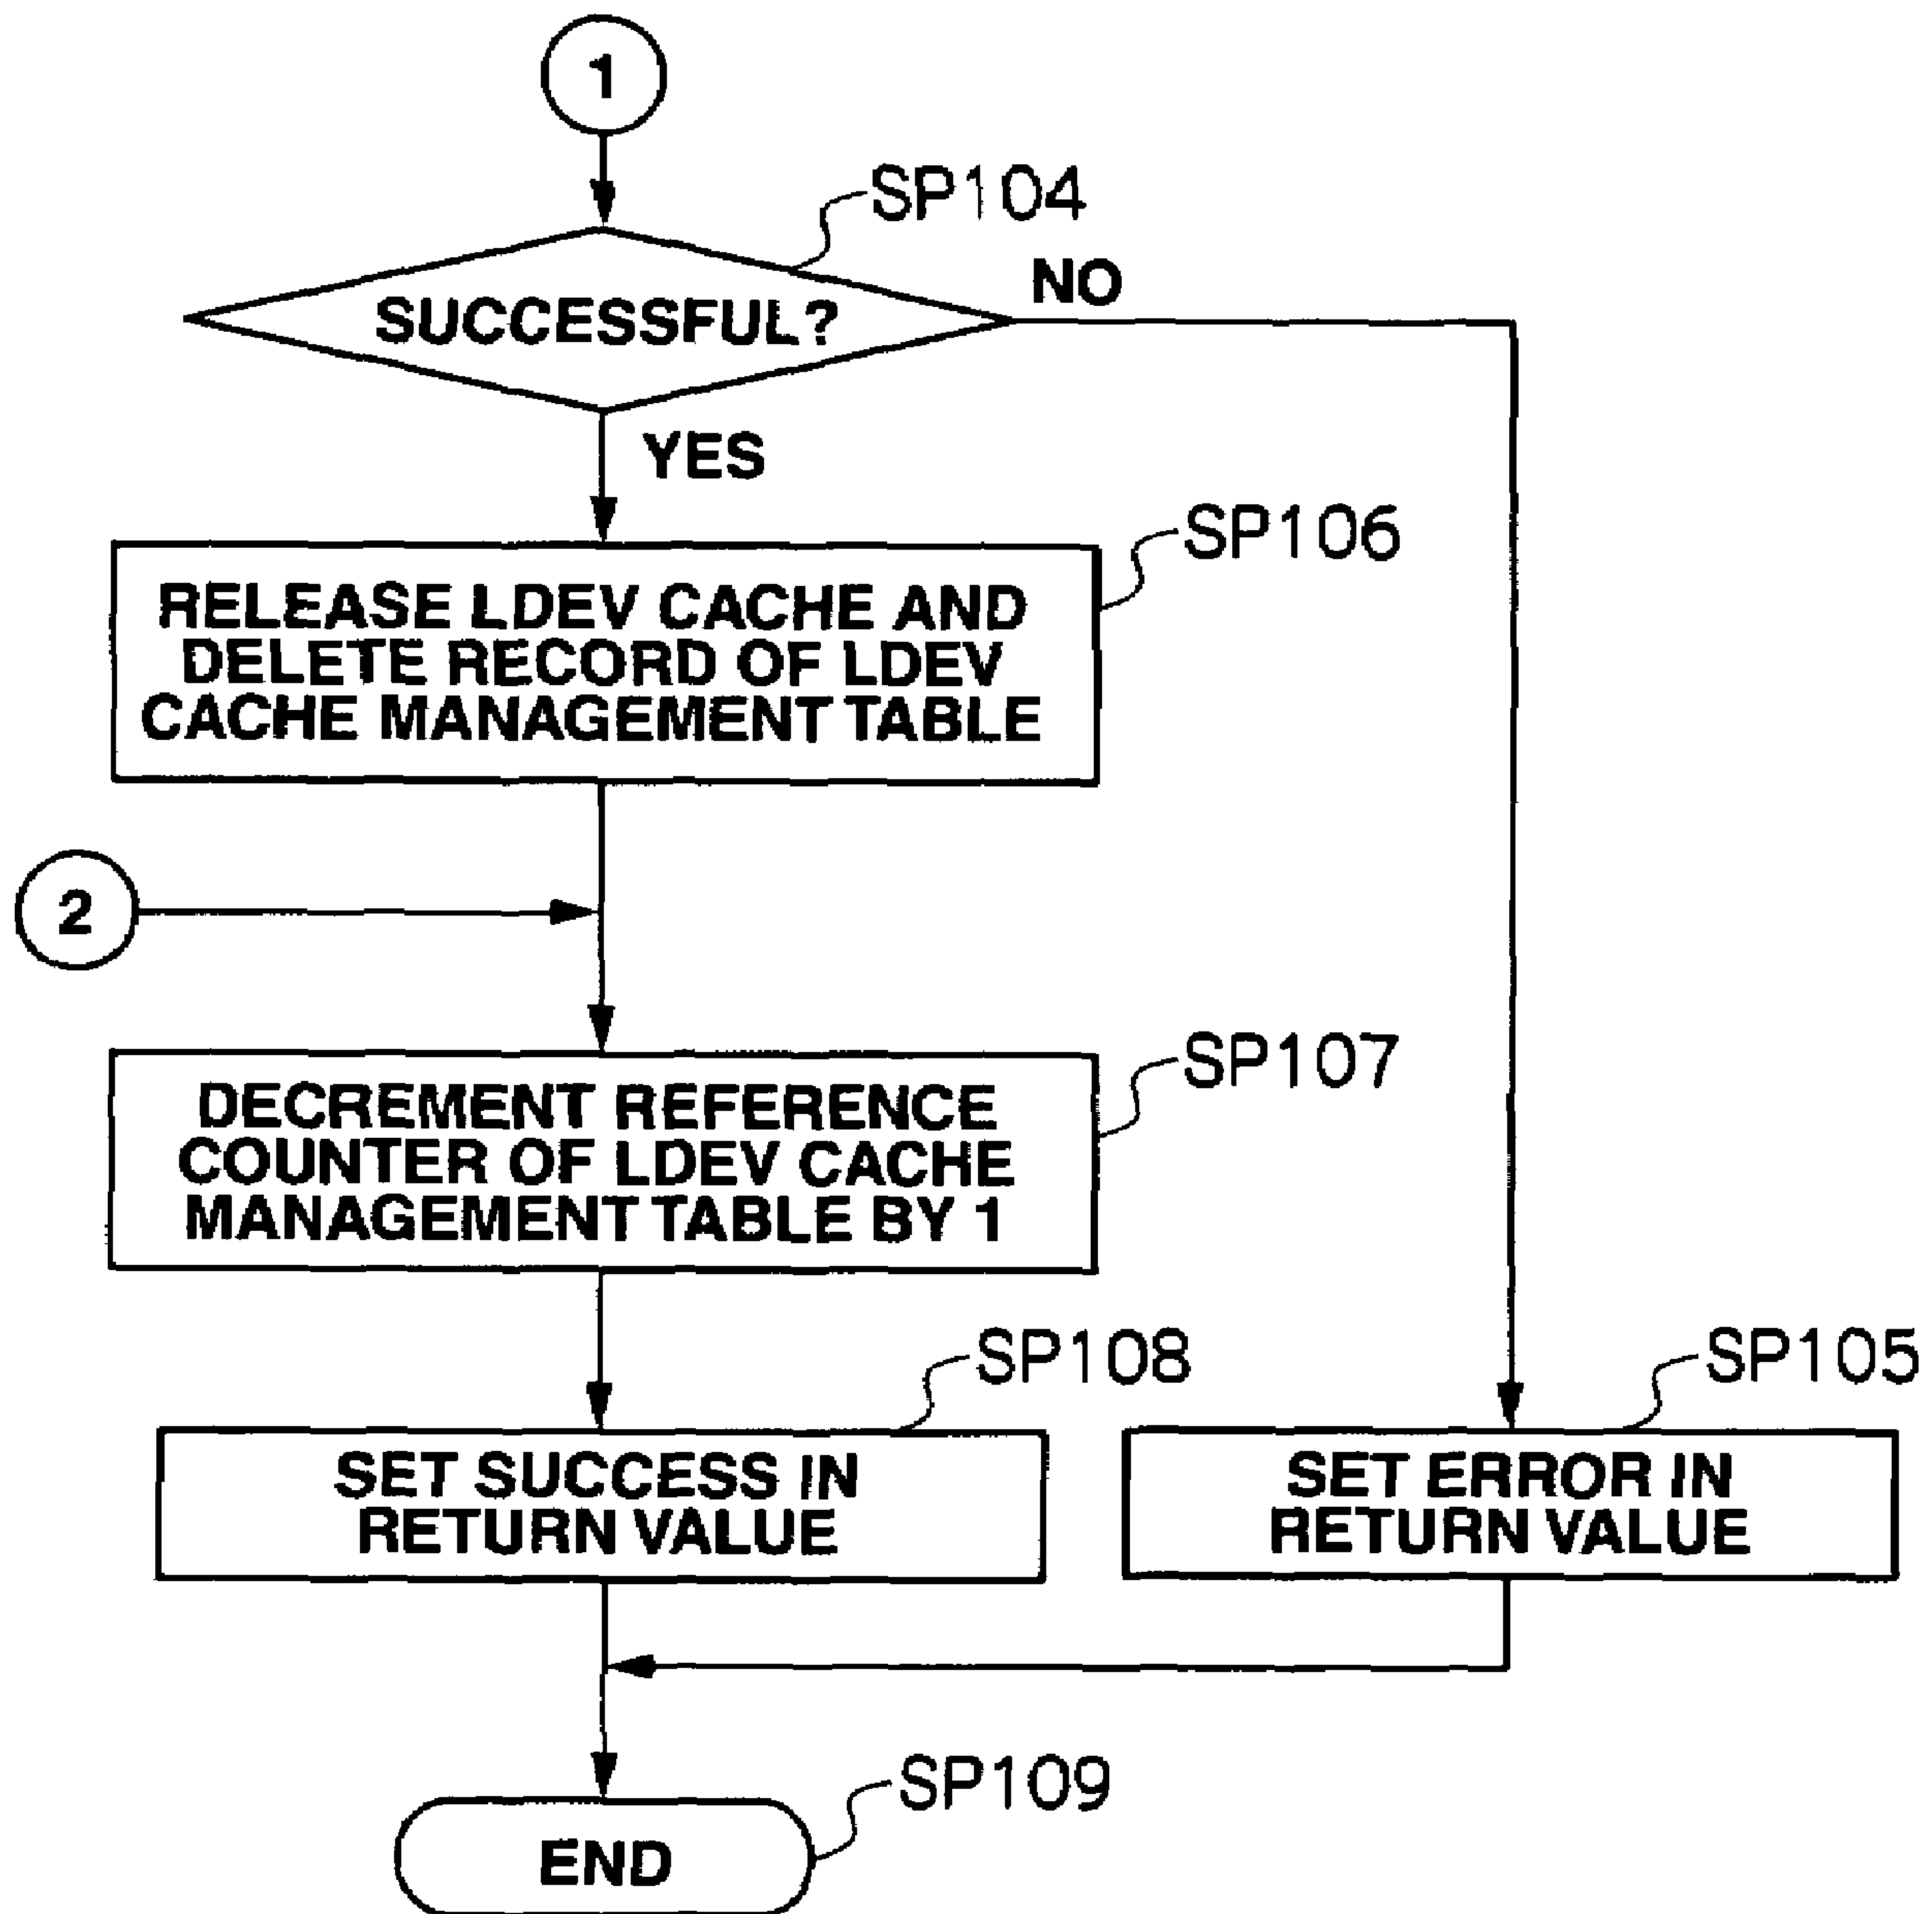 1
SP104
SUCCESSFUL?
NO
YES
SP106
RELEASE LDEV CACHE AND
DELETE RECORD OF LDEV
CACHE MANAGEMENT TABLE
2
SP107
DECREMENT REFERENCE
COUNTER OF LDEV CACHE
MANAGEMENT TABLE BY 1
SP108
SP105
SET SUCCESS IN
RETURN VALUE
SET ERROR IN
RETURN VALUE
SP109
END